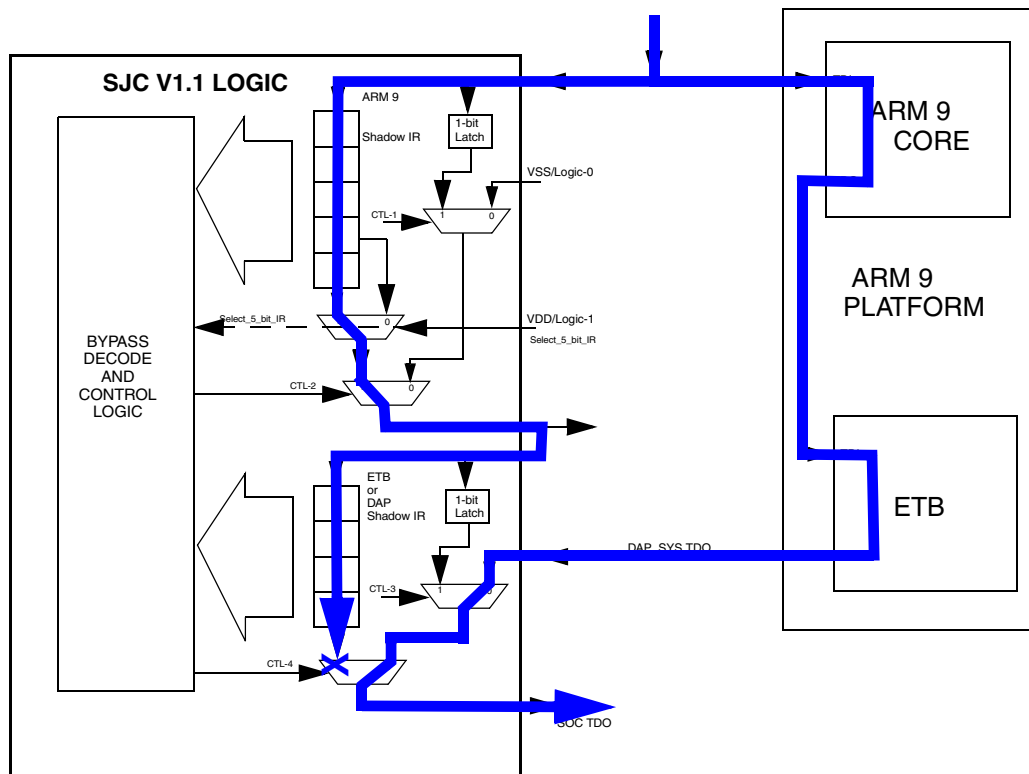 SJC V1.1 LOGIC
ARM 9
Shadow IR
1-bit
Latch
VSS/Logic-0
CTL-1
1
0
0
Select_5_bit_IR
VDD/Logic-1
Select_5_bit_IR
BYPASS
DECODE
AND
CONTROL
LOGIC
CTL-2
0
ETB
or
DAP
Shadow IR
1-bit
Latch
CTL-3
1
CTL-4
DAP_SYS TDO
SOC TDO
ARM 9
CORE
ARM 9
PLATFORM
ETB